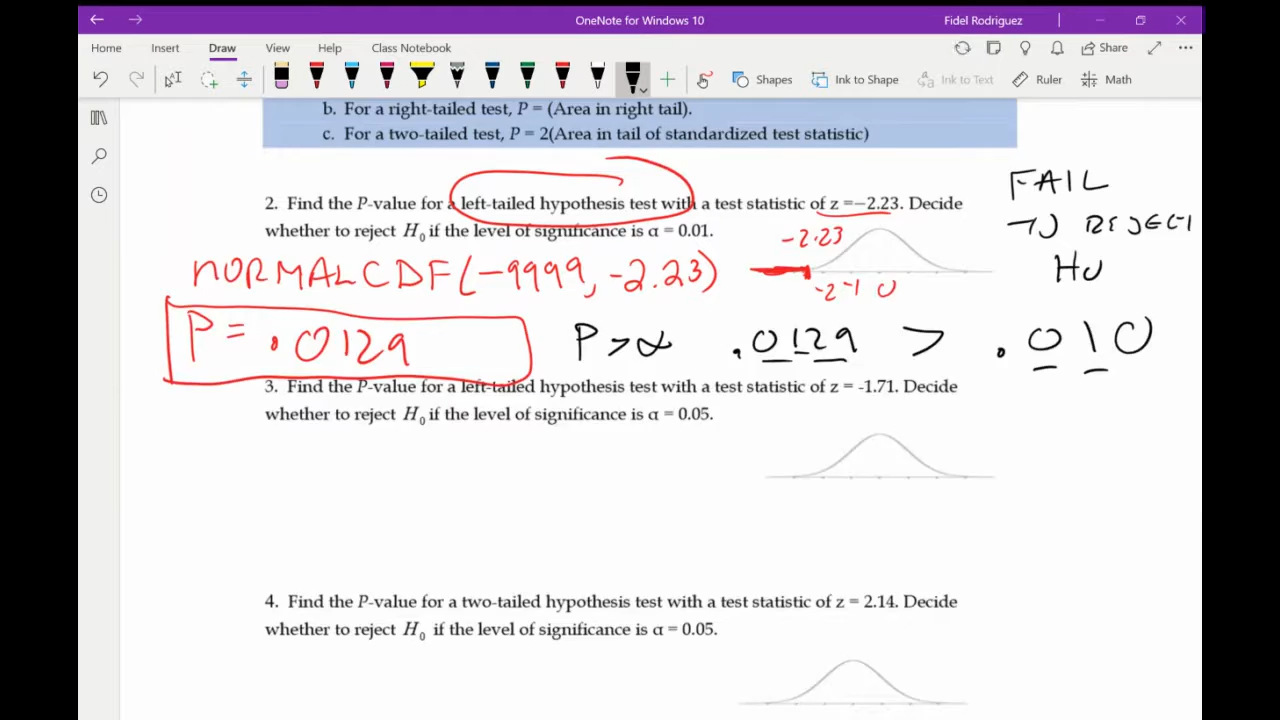 OneNote for Windows 10
Fidel Rodriguez
Home Insert Draw View Help Class Notebook
Share
Shapes Ink to Shape Ink to Text Ruler Math
b. For a right-tailed test, P = (Area in right tail).
c. For a two-tailed test, P = 2(Area in tail of standardized test statistic)
2. Find the P-value for a left-tailed hypothesis test with a test statistic of z =−2.23. Decide
whether to reject H₀ if the level of significance is α = 0.01.
FAIL
TO REJECT
HO
-2.23
-2 -1 0
NORMALCDF(-9999, -2.23)
P = .0129
P > α .0129 > .010
3. Find the P-value for a left-tailed hypothesis test with a test statistic of z = -1.71. Decide
whether to reject H₀ if the level of significance is α = 0.05.
4. Find the P-value for a two-tailed hypothesis test with a test statistic of z = 2.14. Decide
whether to reject H₀ if the level of significance is α = 0.05.